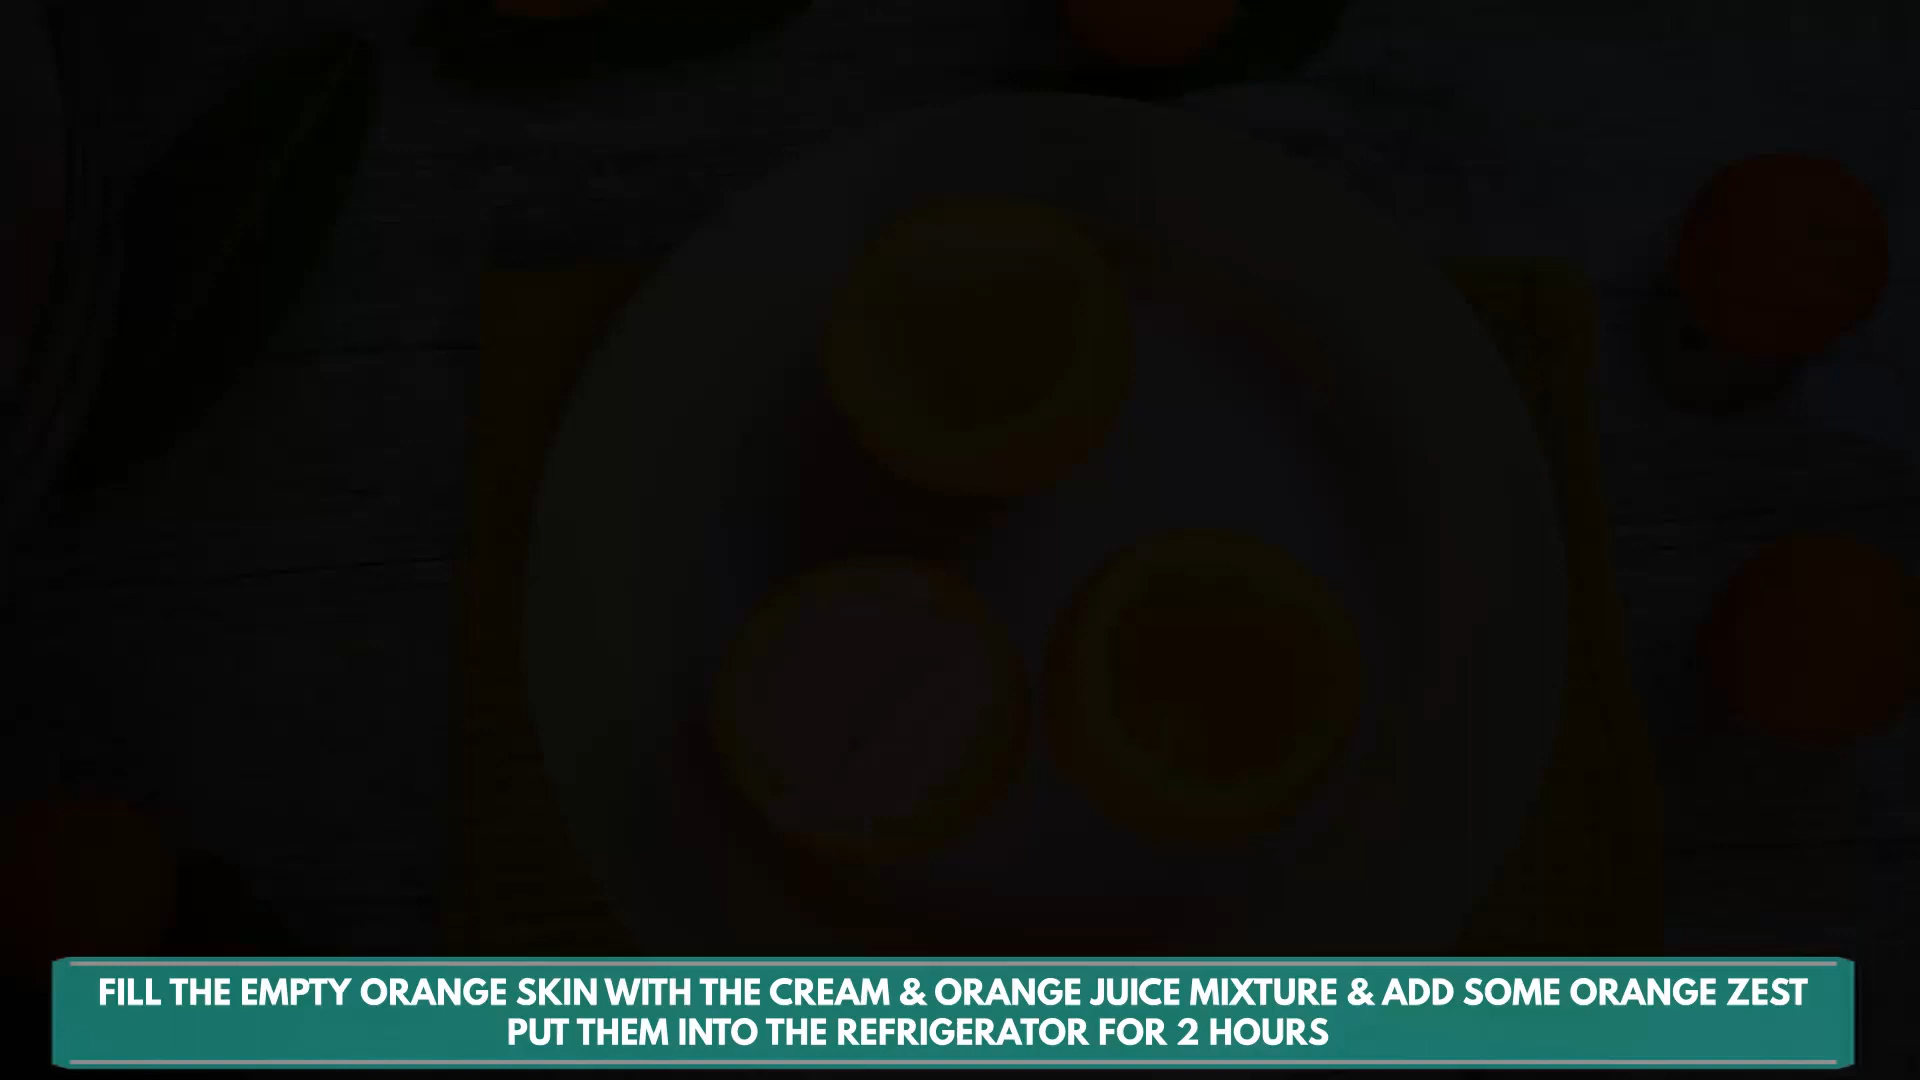 FILL THE EMPTY ORANGE SKIN WITH THE CREAM & ORANGE JUICE MIXTURE & ADD SOME ORANGE ZEST
PUT THEM INTO THE REFRIGERATOR FOR 2 HOURS